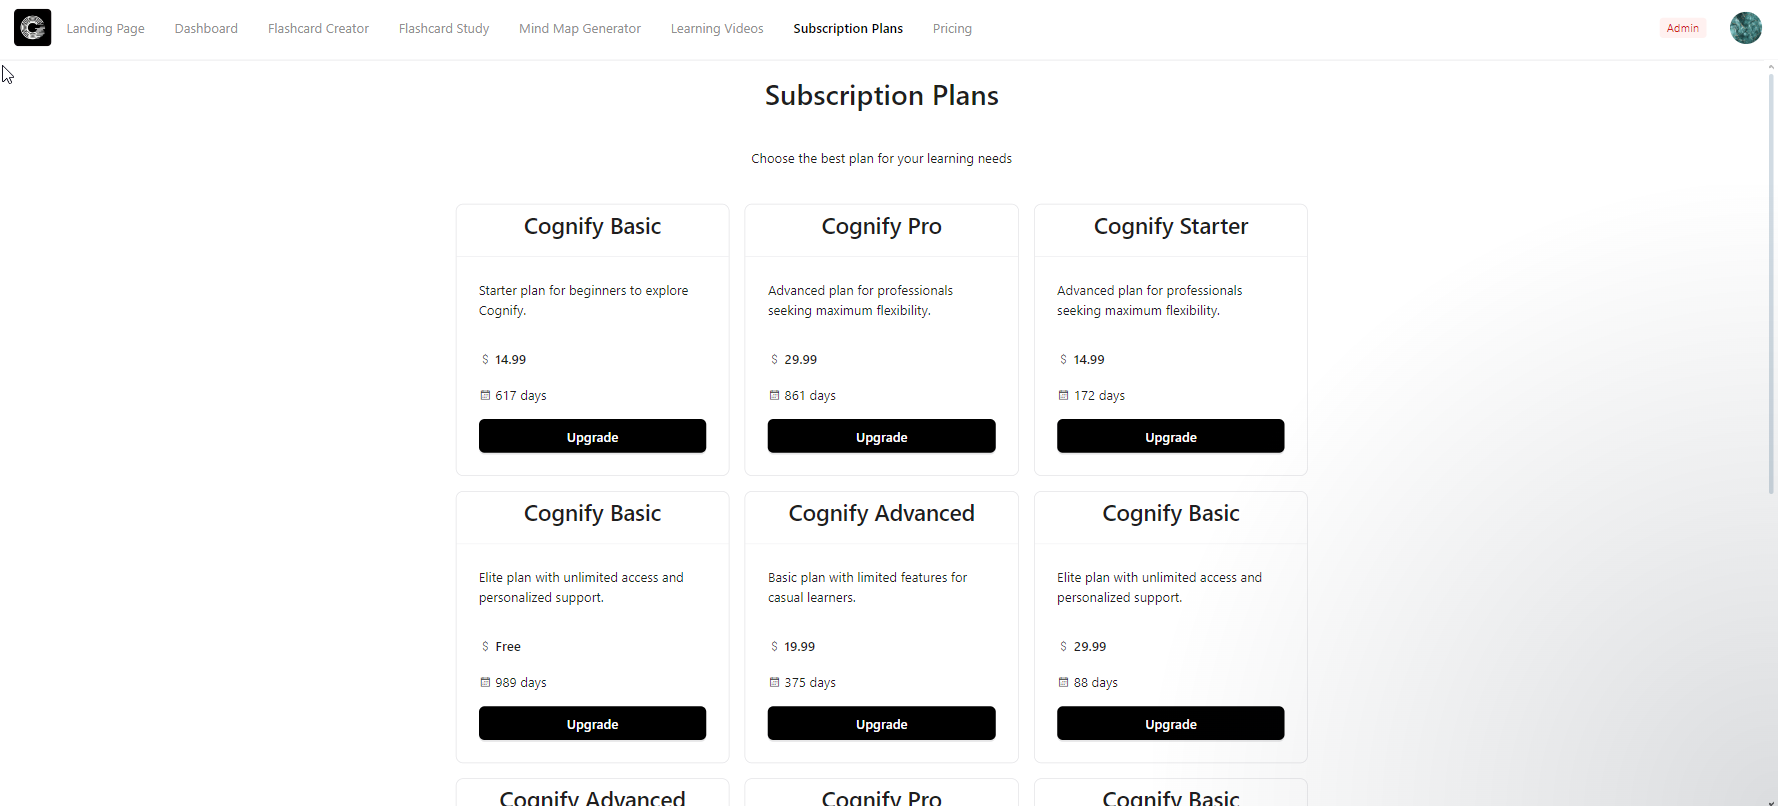 Landing Page Dashboard Flashcard Creator Flashcard Study Mind Map Generator Learning Videos Subscription Plans Pricing Admin
Subscription Plans
Choose the best plan for your learning needs
Cognify Basic
Starter plan for beginners to explore
Cognify.
$ 14.99
617 days
Upgrade
Cognify Pro
Advanced plan for professionals
seeking maximum flexibility.
$ 29.99
861 days
Upgrade
Cognify Starter
Advanced plan for professionals
seeking maximum flexibility.
$ 14.99
172 days
Upgrade
Cognify Basic
Elite plan with unlimited access and
personalized support.
$ Free
989 days
Upgrade
Cognify Advanced
Basic plan with limited features for
casual learners.
$ 19.99
375 days
Upgrade
Cognify Basic
Elite plan with unlimited access and
personalized support.
$ 29.99
88 days
Upgrade
Cognify Advanced
Cognify Pro
Cognify Basic